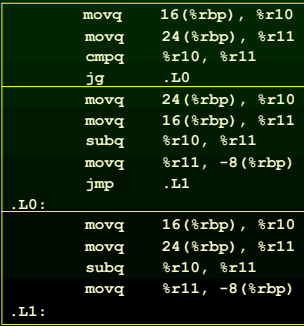 movq 16(%rbp), %r10
movq 24(%rbp), %r11
cmpq %r10, %r11
jg .L0
movq 24(%rbp), %r10
movq 16(%rbp), %r11
subq %r10, %r11
movq %r11, -8(%rbp)
jmp .L1
.L0:
movq 16(%rbp), %r10
movq 24(%rbp), %r11
subq %r10, %r11
movq %r11, -8(%rbp)
.L1: